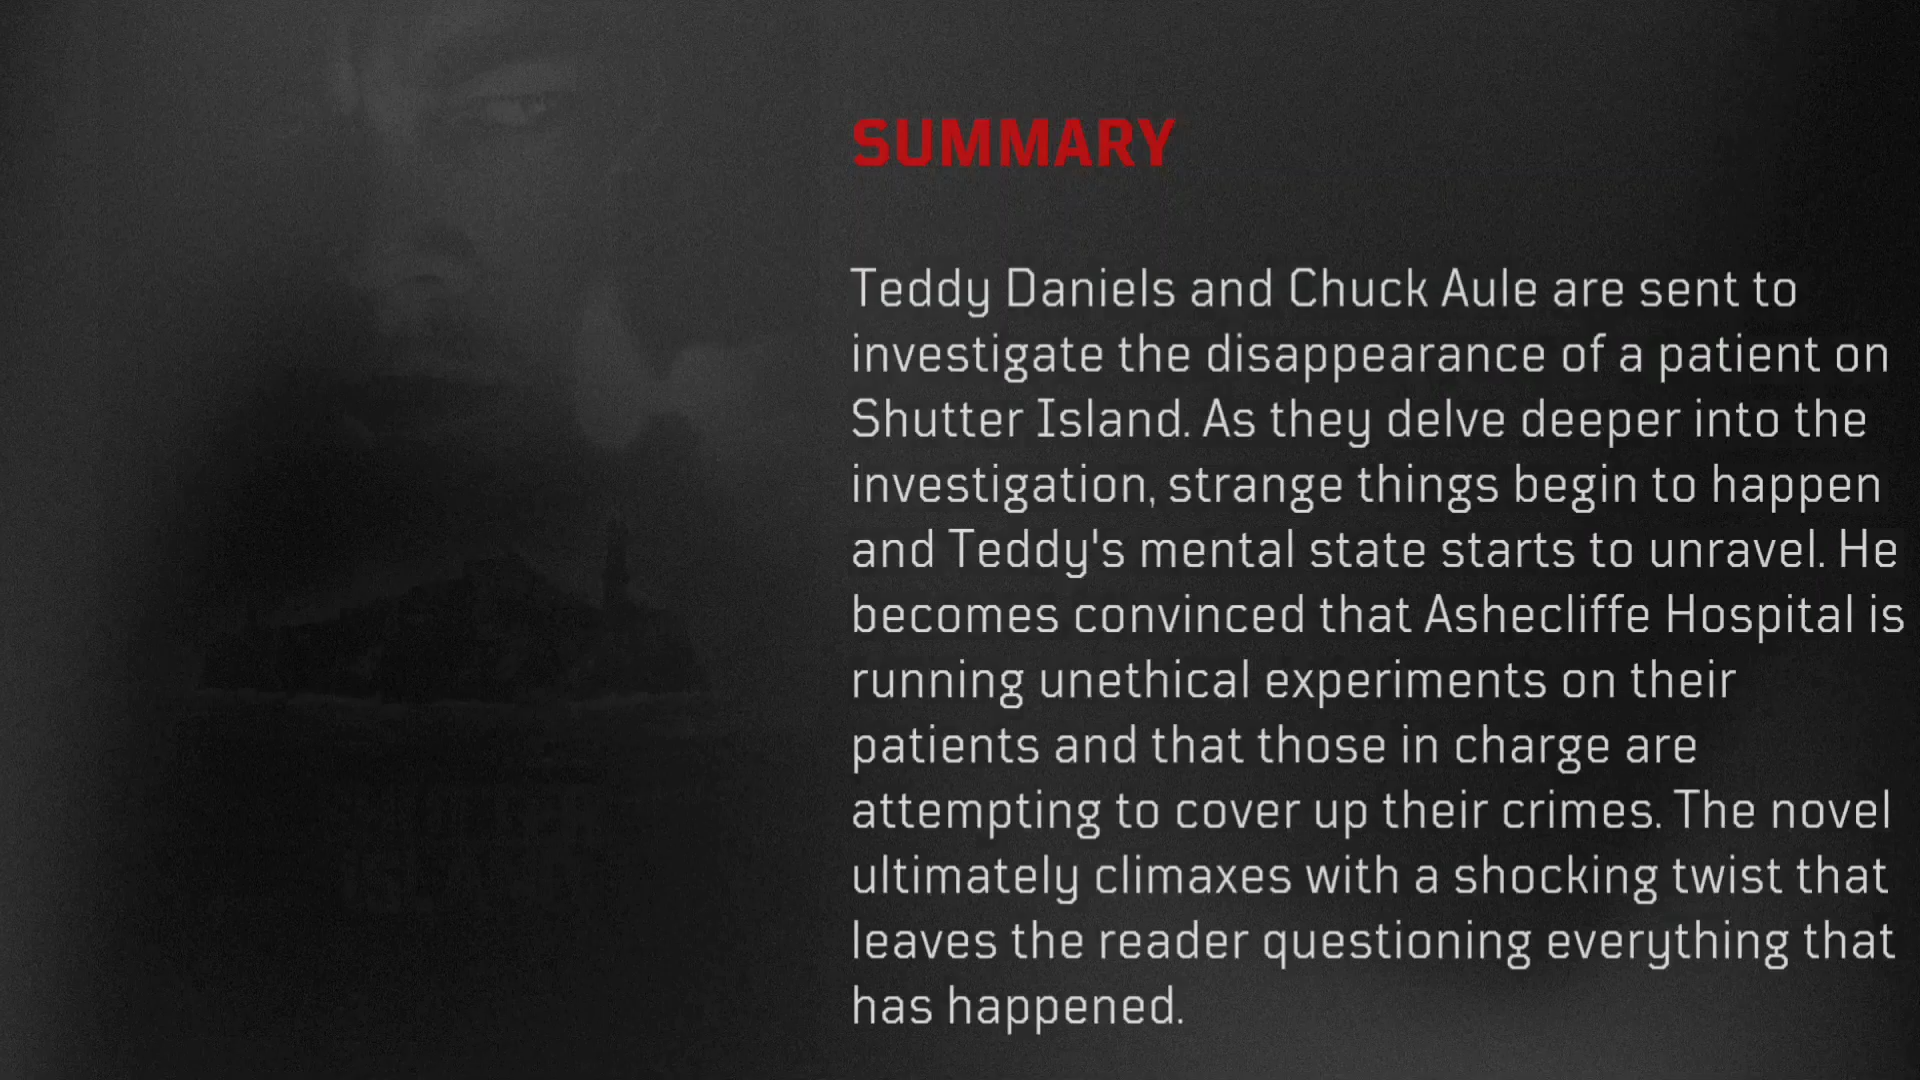 SUMMARY
Teddy Daniels and Chuck Aule are sent to
investigate the disappearance of a patient on
Shutter Island. As they delve deeper into the
investigation, strange things begin to happen
and Teddy's mental state starts to unravel. He
becomes convinced that Ashecliffe Hospital is
running unethical experiments on their
patients and that those in charge are
attempting to cover up their crimes. The novel
ultimately climaxes with a shocking twist that
leaves the reader questioning everything that
has happened.